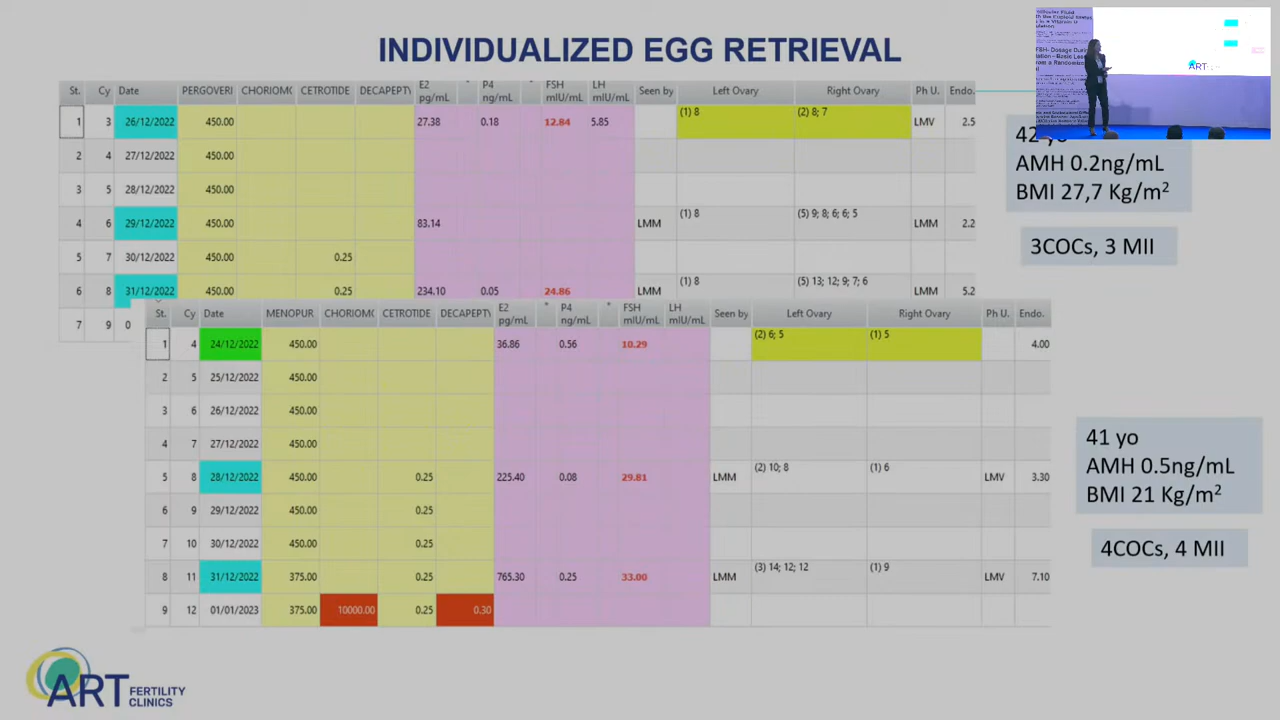 INDIVIDUALIZED EGG RETRIEVAL
St. Cy Date PERGOVERI CHORIOMO CETROTIDE DECAPEPTY E2 pg/mL * P4 ng/mL * FSH mIU/mL LH mIU/mL Seen by Left Ovary Right Ovary Ph U. Endo.
1 3 26/12/2022 450.00 27.38 0.18 12.84 5.85 (1) 8 (2) 8; 7 LMV 2.5
2 4 27/12/2022 450.00
3 5 28/12/2022 450.00
4 6 29/12/2022 450.00 83.14 LMM (1) 8 (5) 9; 8; 6; 6; 5 LMM 2.2
5 7 30/12/2022 450.00 0.25
6 8 31/12/2022 450.00 0.25 234.10 0.05 24.86 LMM (1) 8 (5) 13; 12; 9; 7; 6 LMM 5.2
7 9 0
42 yo
AMH 0.2ng/mL
BMI 27,7 Kg/m²
3COCs, 3 MII
St. Cy Date MENOPUR CHORIOMO CETROTIDE DECAPEPTY E2 pg/mL * P4 ng/mL * FSH mIU/mL LH mIU/mL Seen by Left Ovary Right Ovary Ph U. Endo.
1 4 24/12/2022 450.00 36.86 0.56 10.29 (2) 6; 5 (1) 5 4.00
2 5 25/12/2022 450.00
3 6 26/12/2022 450.00
4 7 27/12/2022 450.00
5 8 28/12/2022 450.00 0.25 225.40 0.08 29.81 LMM (2) 10; 8 (1) 6 LMV 3.30
6 9 29/12/2022 450.00 0.25
7 10 30/12/2022 450.00 0.25
8 11 31/12/2022 375.00 0.25 765.30 0.25 33.00 LMM (3) 14; 12; 12 (1) 9 LMV 7.10
9 12 01/01/2023 375.00 10000.00 0.25 0.30
41 yo
AMH 0.5ng/mL
BMI 21 Kg/m²
4COCs, 4 MII
ART FERTILITY CLINICS
ART